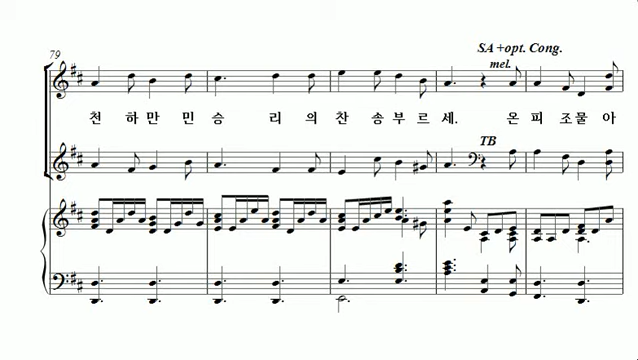 79
SA +opt. Cong.
mel.
천 하만 민승 리의찬 송부르세. 온피조물아
TB